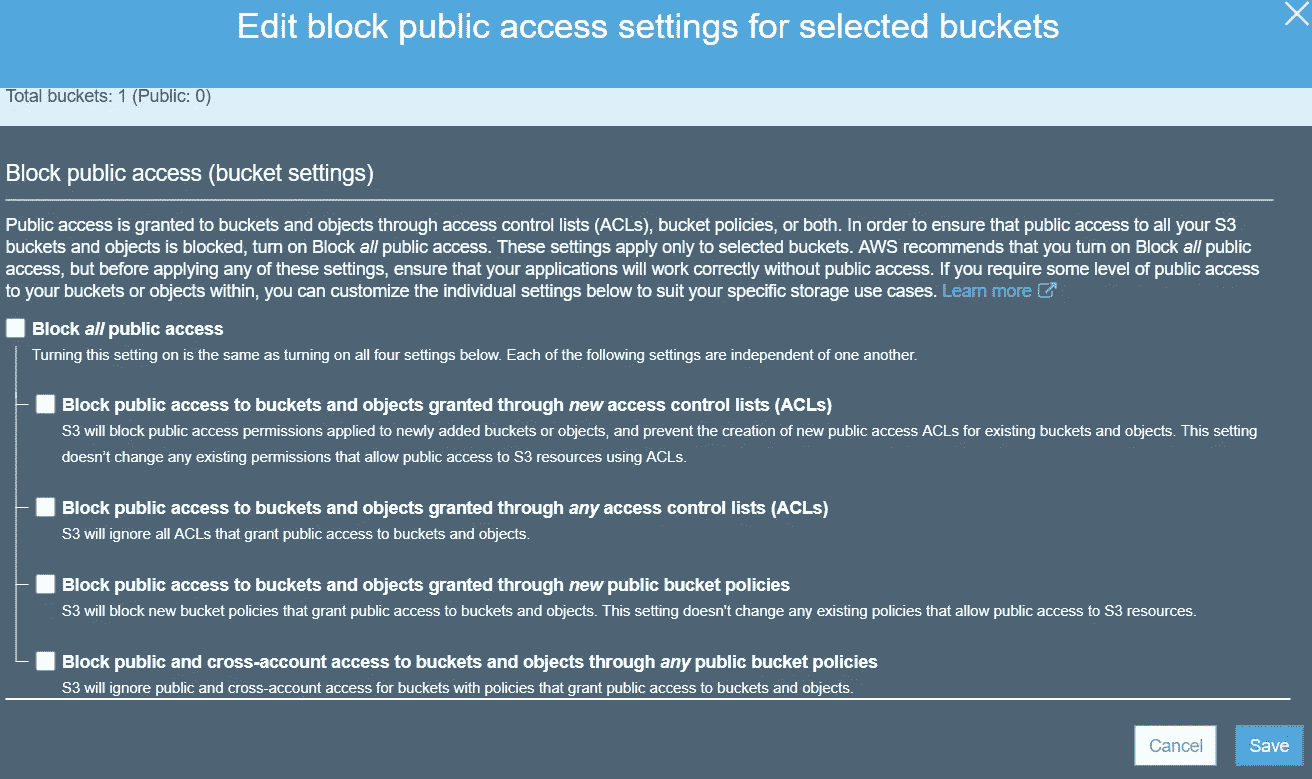 Edit block public access settings for selected buckets
Total buckets: 1 (Public: 0)
Block public access (bucket settings)
Public access is granted to buckets and objects through access control lists (ACLs), bucket policies, or both. In order to ensure that public access to all your S3
buckets and objects is blocked, turn on Block all public access. These settings apply only to selected buckets. AWS recommends that you turn on Block all public
access, but before applying any of these settings, ensure that your applications will work correctly without public access. If you require some level of public access
to your buckets or objects within, you can customize the individual settings below to suit your specific storage use cases. Learn more
Block all public access
Turning this setting on is the same as turning on all four settings below. Each of the following settings are independent of one another.
Block public access to buckets and objects granted through new access control lists (ACLs)
S3 will block public access permissions applied to newly added buckets or objects, and prevent the creation of new public access ACLs for existing buckets and objects. This setting
doesn't change any existing permissions that allow public access to S3 resources using ACLs.
Block public access to buckets and objects granted through any access control lists (ACLs)
S3 will ignore all ACLs that grant public access to buckets and objects.
Block public access to buckets and objects granted through new public bucket policies
S3 will block new bucket policies that grant public access to buckets and objects. This setting doesn't change any existing policies that allow public access to S3 resources.
Block public and cross-account access to buckets and objects through any public bucket policies
S3 will ignore public and cross-account access for buckets with policies that grant public access to buckets and objects.
Cancel Save